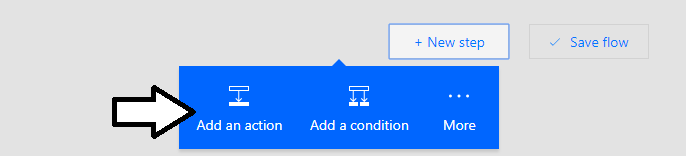 + New step
Save flow
Add an action
Add a condition
More